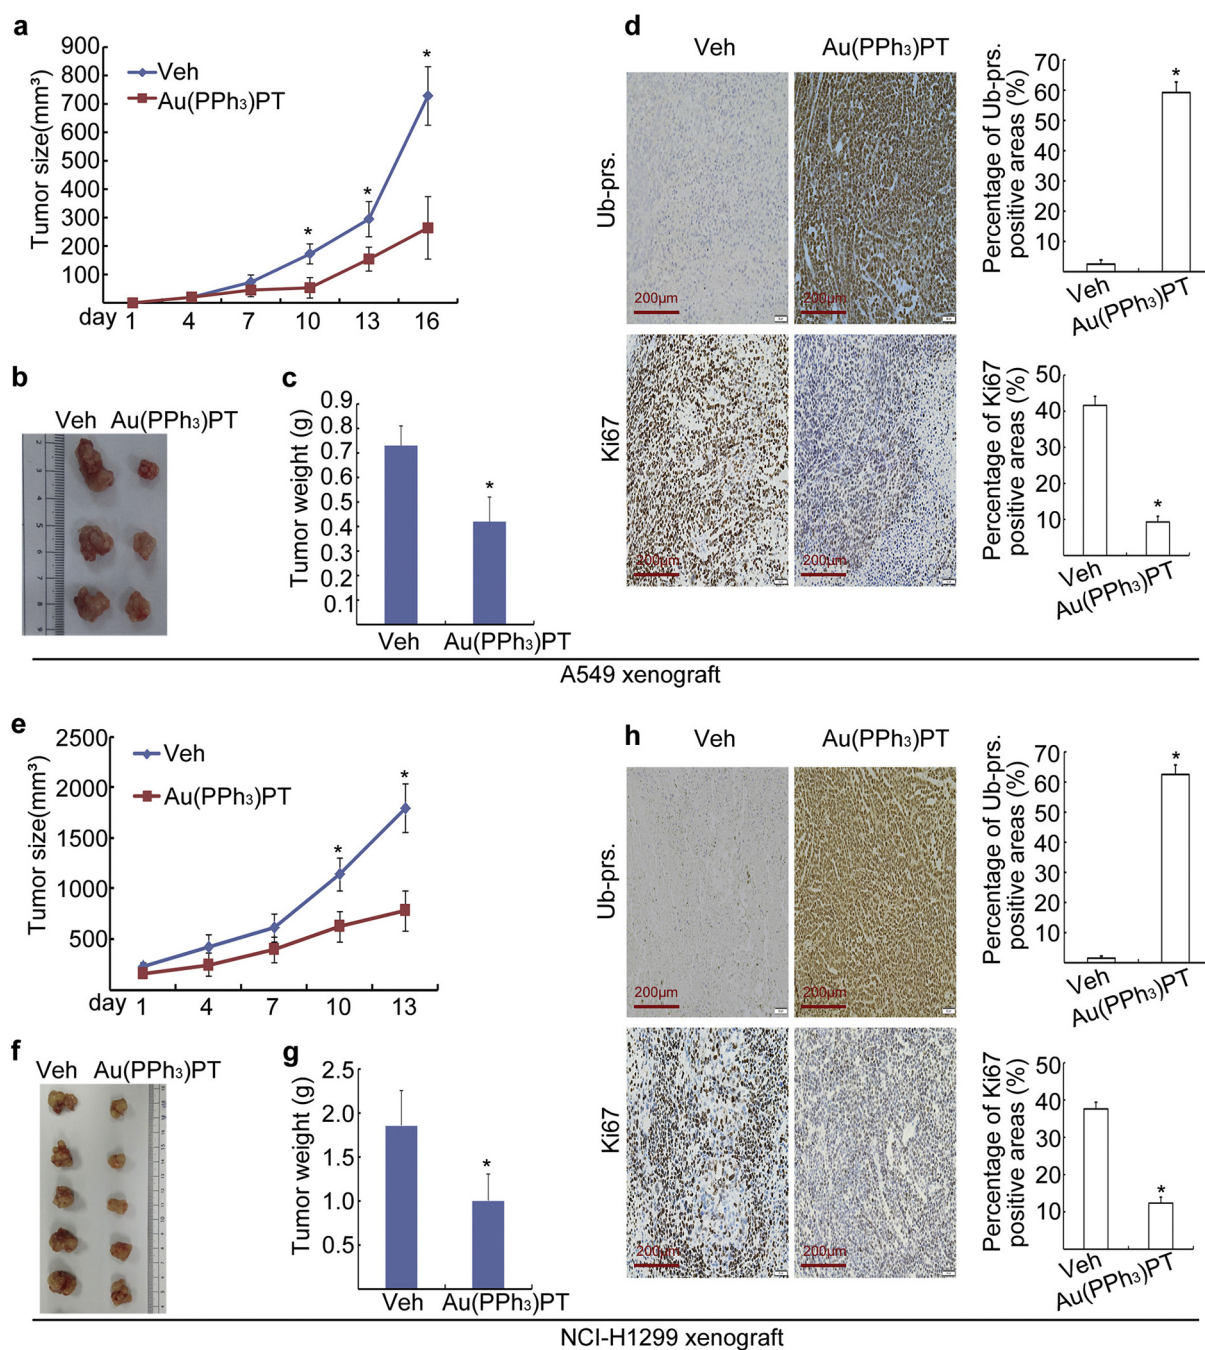 a
900
800
700
600
500
400
300
200
100
Tumor size(mm³)
Veh
Au(PPh₃)PT
*
*
*
day 1 4 7 10 13 16
b
Veh Au(PPh₃)PT
2
3
4
5
6
7
8
9
c
0.9
0.8
0.7
0.6
0.5
0.4
0.3
0.2
0.1
Tumor weight (g)
*
Veh Au(PPh₃)PT
d
Veh Au(PPh₃)PT
Ub-prs.
200µm 200µm
Ki67
200µm 200µm
Percentage of Ub-prs.
positive areas (%)
70
60
50
40
30
20
10
*
Veh
Au(PPh₃)PT
Percentage of Ki67
positive areas (%)
50
40
30
20
10
*
Veh
Au(PPh₃)PT
A549 xenograft
e
2500
2000
1500
1000
500
Tumor size(mm³)
Veh
Au(PPh₃)PT
*
*
day 1 4 7 10 13
f
Veh Au(PPh₃)PT
g
2.5
2.0
1.5
1.0
0.5
Tumor weight (g)
*
Veh Au(PPh₃)PT
h
Veh Au(PPh₃)PT
Ub-prs.
200µm 200µm
Ki67
200µm 200µm
Percentage of Ub-prs.
positive areas (%)
70
60
50
40
30
20
10
*
Veh
Au(PPh₃)PT
Percentage of Ki67
positive areas (%)
50
40
30
20
10
*
Veh
Au(PPh₃)PT
NCI-H1299 xenograft